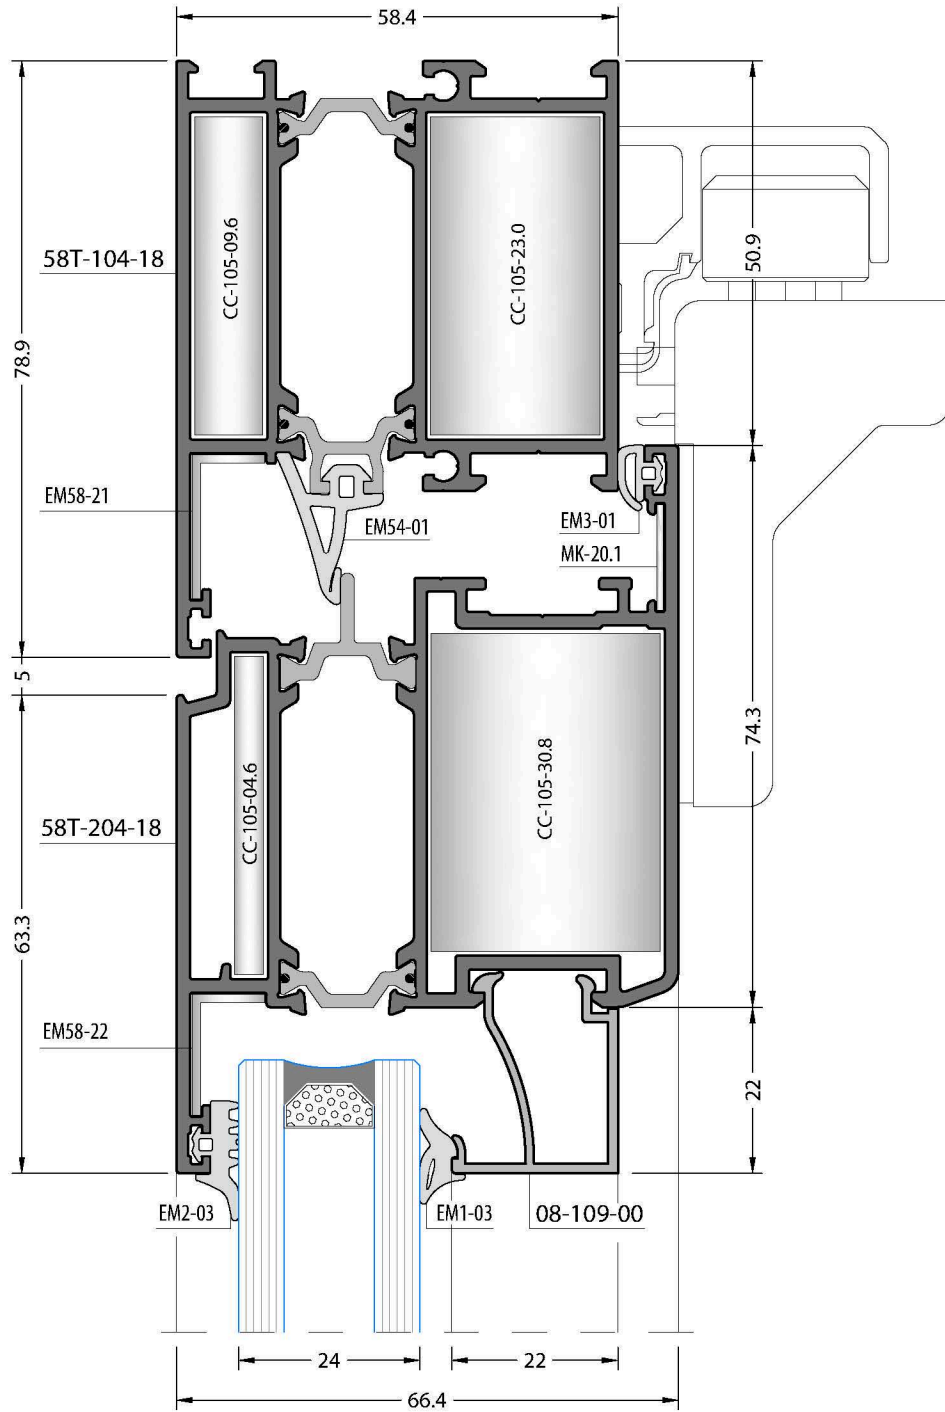 58.4
58T-104-18
CC-105-09.6
CC-105-23.0
50.9
78.9
EM58-21
EM54-01
EM3-01
MK-20.1
5
58T-204-18
CC-105-04.6
CC-105-30.8
74.3
63.3
EM58-22
22
EM2-03
EM1-03
08-109-00
24
22
66.4